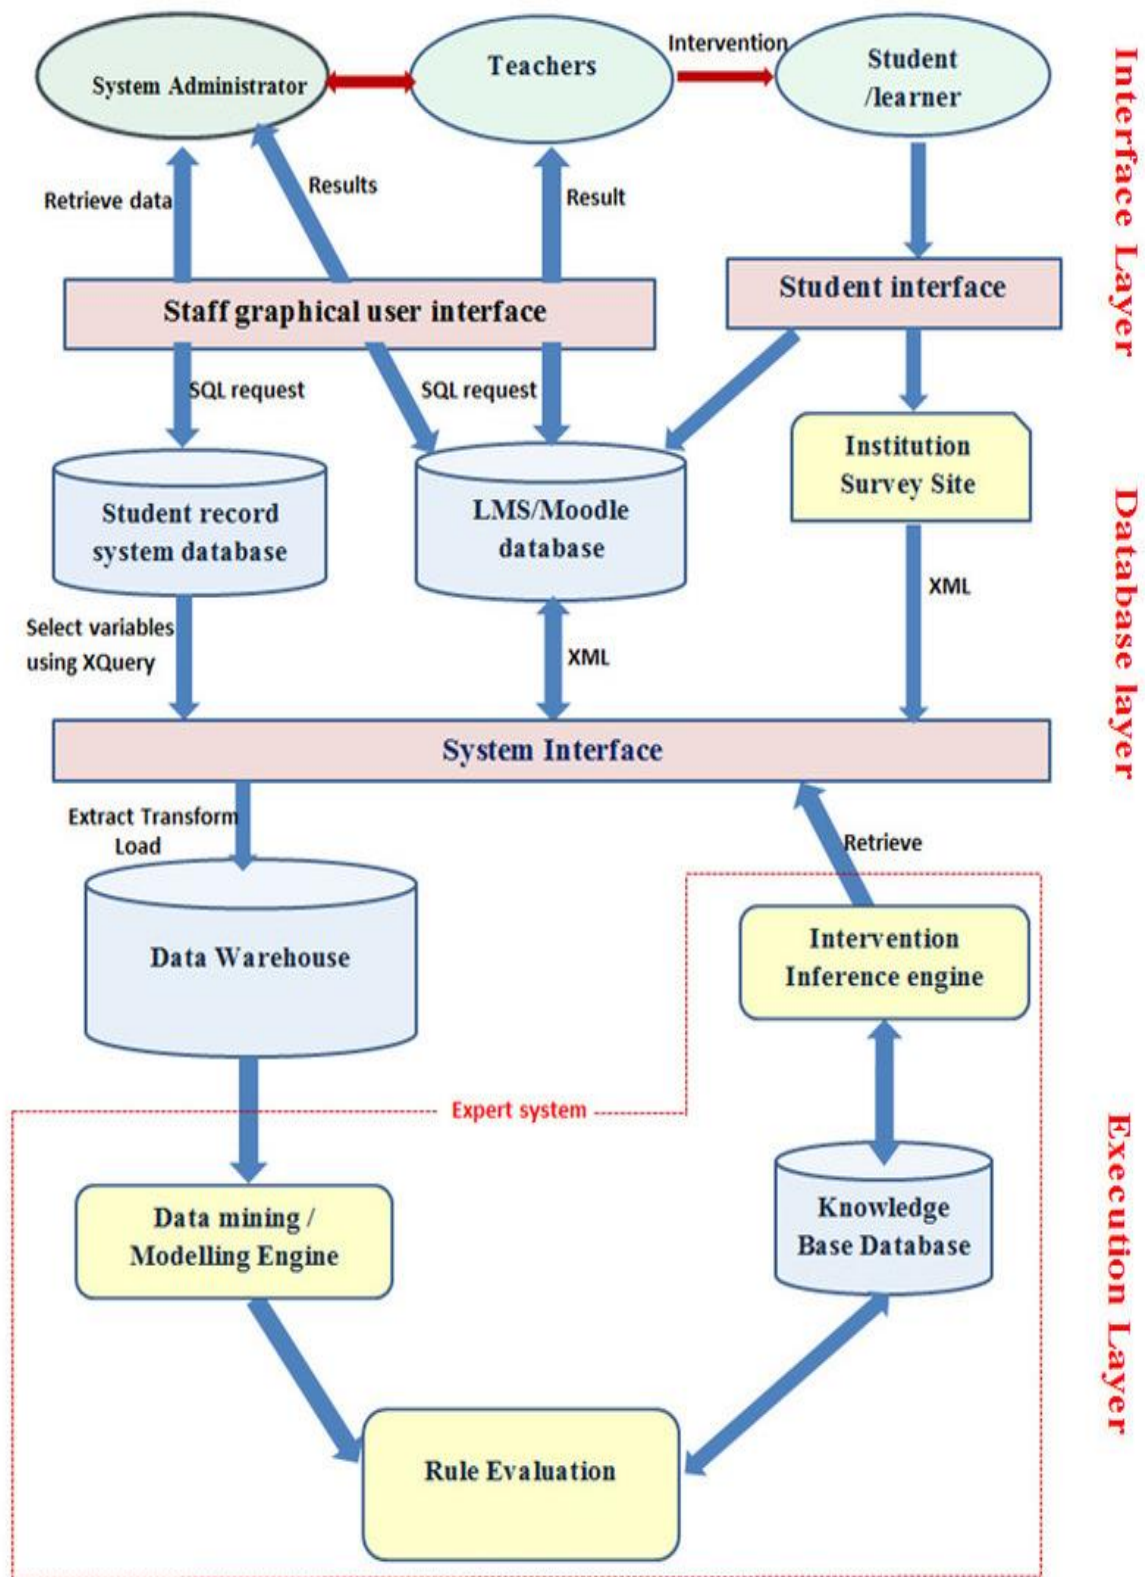 System Administrator
Teachers
Intervention
Student
/learner
Interface Layer
Retrieve data
Results
Result
Staff graphical user interface
Student interface
SQL request
SQL request
Institution
Survey Site
Student record
system database
LMS/Moodle
database
Database layer
XML
Select variables
using XQuery
XML
System Interface
Extract Transform
Load
Retrieve
Data Warehouse
Intervention
Inference engine
Expert system
Data mining /
Modelling Engine
Knowledge
Base Database
Execution Layer
Rule Evaluation